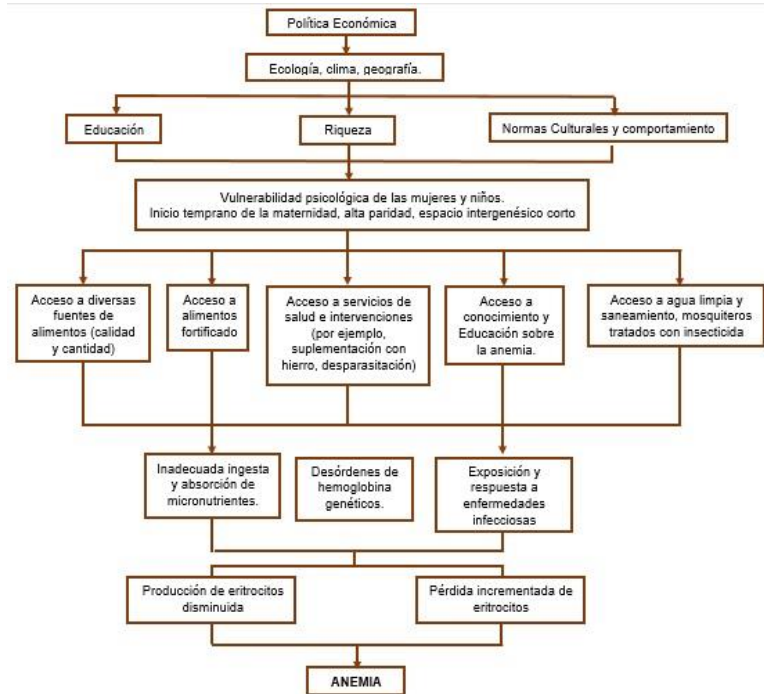 Política Económica
Ecología, clima, geografía.
Educación
Riqueza
Normas Culturales y comportamiento
Vulnerabilidad psicológica de las mujeres y niños.
Inicio temprano de la maternidad, alta paridad, espacio intergenésico corto
Acceso a diversas
fuentes de
alimentos (calidad
y cantidad)
Acceso a
alimentos
fortificado
Acceso a servicios de
salud e intervenciones
(por ejemplo,
suplementación con
hierro, desparasitación)
Acceso a
conocimiento y
Educación sobre
la anemia.
Acceso a agua limpia y
saneamiento, mosquiteros
tratados con insecticida
Inadecuada ingesta
y absorción de
micronutrientes.
Desórdenes de
hemoglobina
genéticos.
Exposición y
respuesta a
enfermedades
infecciosas
Producción de eritrocitos
disminuida
Pérdida incrementada de
eritrocitos
ANEMIA